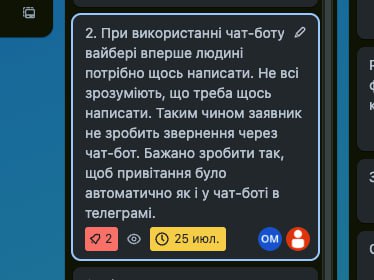 2. При використанні чат-боту
вайбері вперше людині
потрібно щось написати. Не всі
зрозуміють, що треба щось
написати. Таким чином заявник
не зробить звернення через
чат-бот. Бажано зробити так,
щоб привітання було
автоматично як і у чат-боті в
телеграмі.
2 25 июл. ОМ